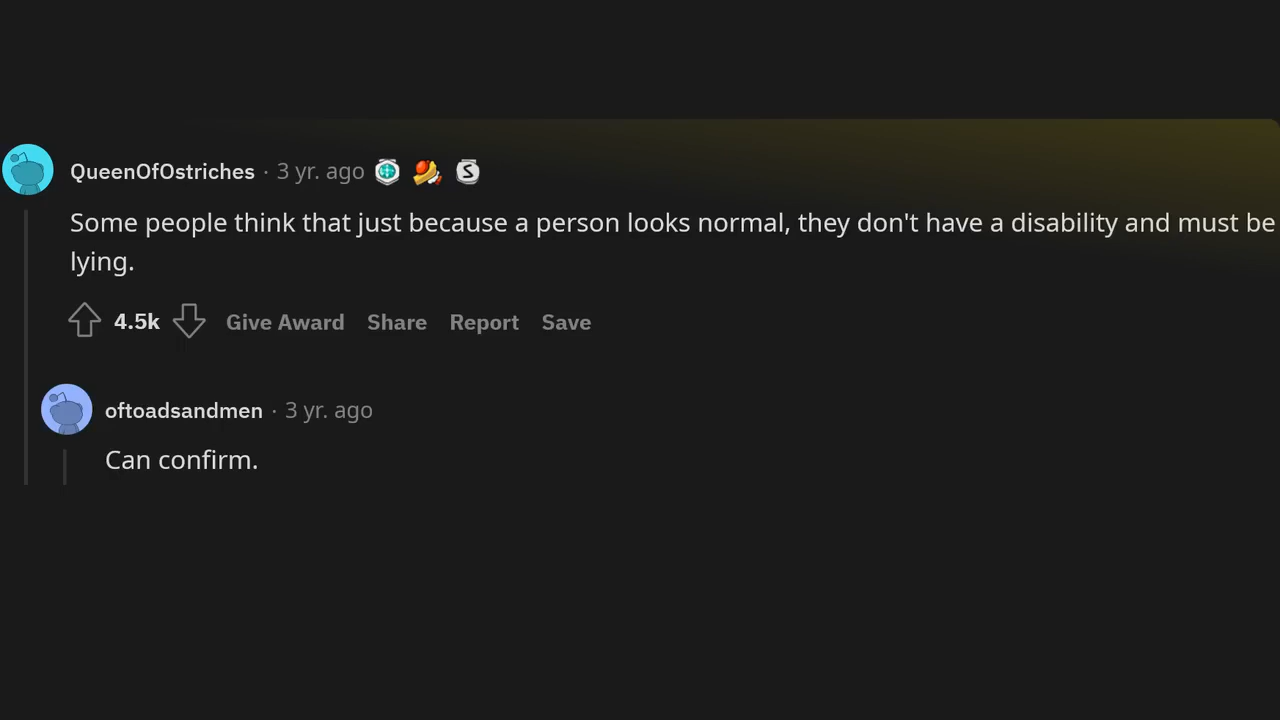 QueenOfOstriches · 3 yr. ago
Some people think that just because a person looks normal, they don't have a disability and must be
lying.
4.5k Give Award Share Report Save
oftoadsandmen · 3 yr. ago
Can confirm.